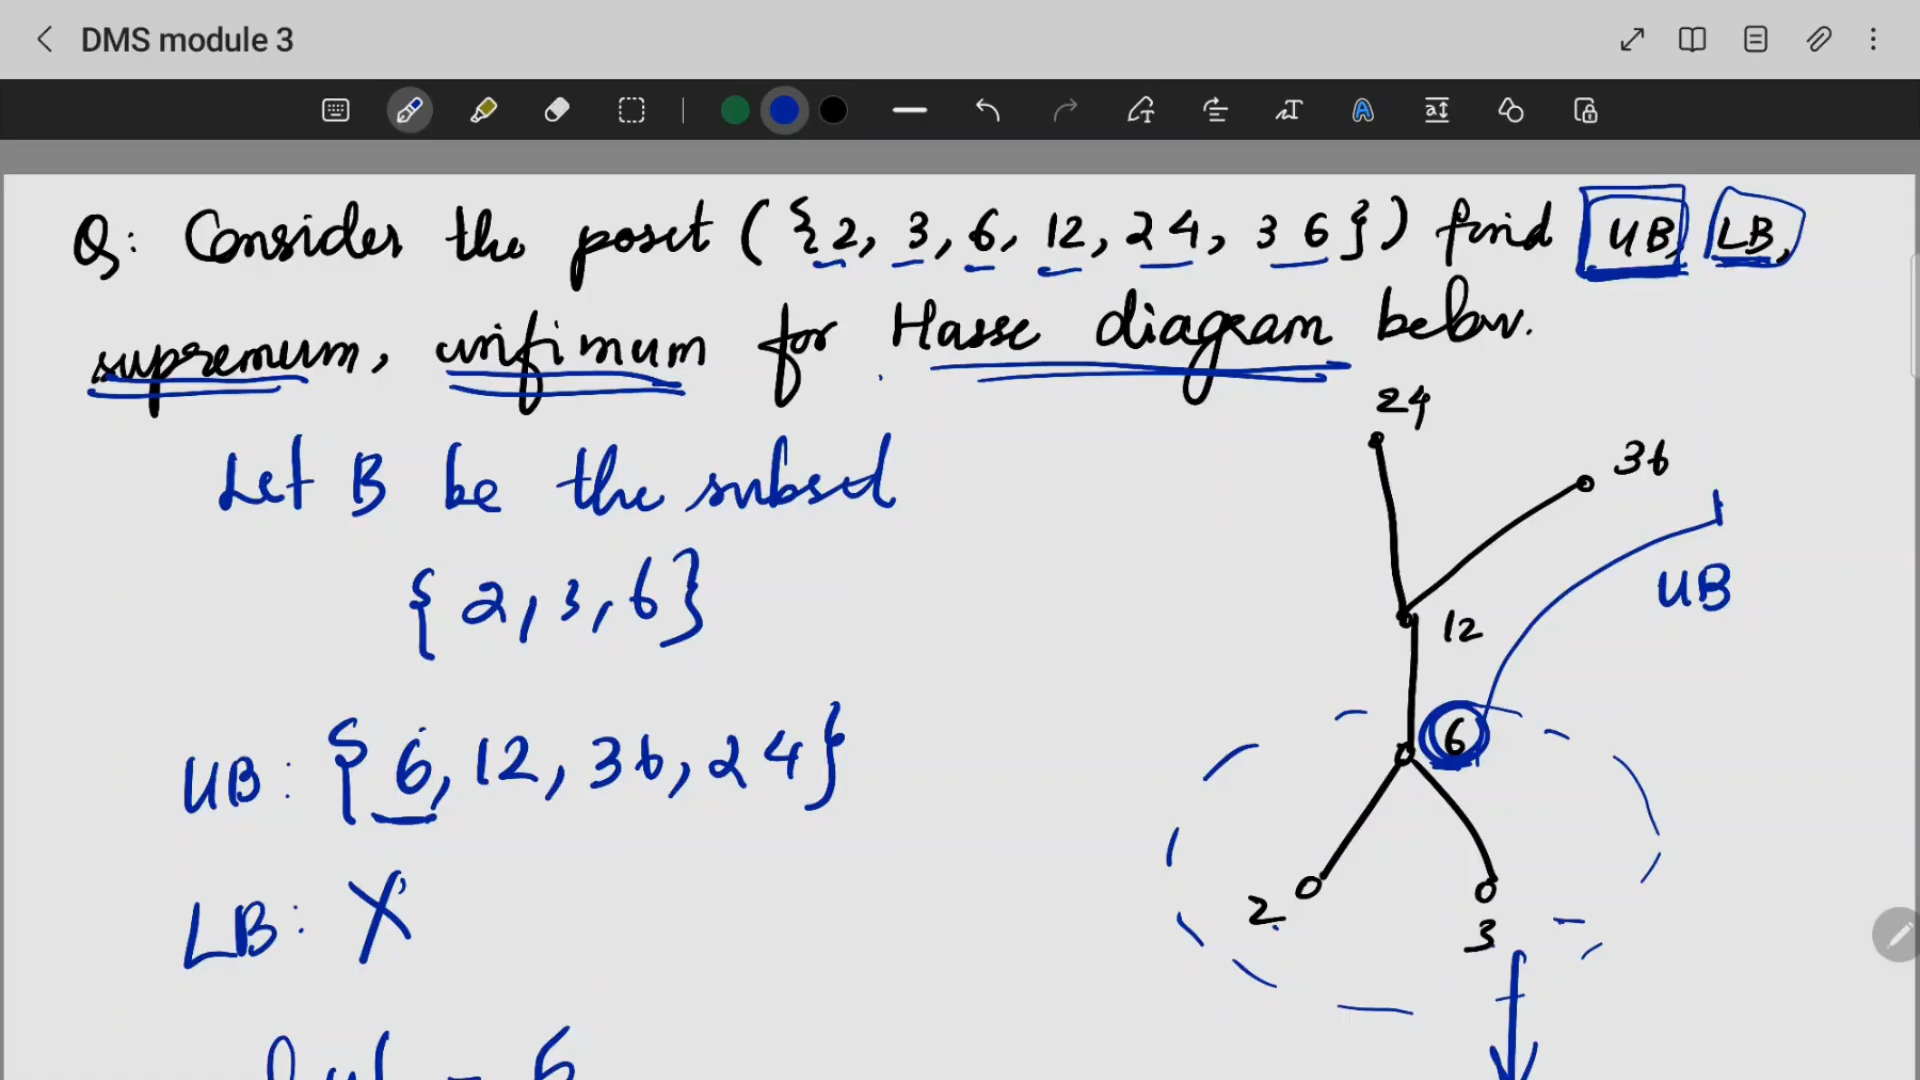 DMS module 3
Q: Consider the poset ({2, 3, 6, 12, 24, 36}) find UB, LB,
supremum, infimum for Hasse diagram below.
24
36
Let B be the subset
{2, 3, 6}
UB
12
6
UB: {6, 12, 36, 24}
2
3
LB: X
= 6